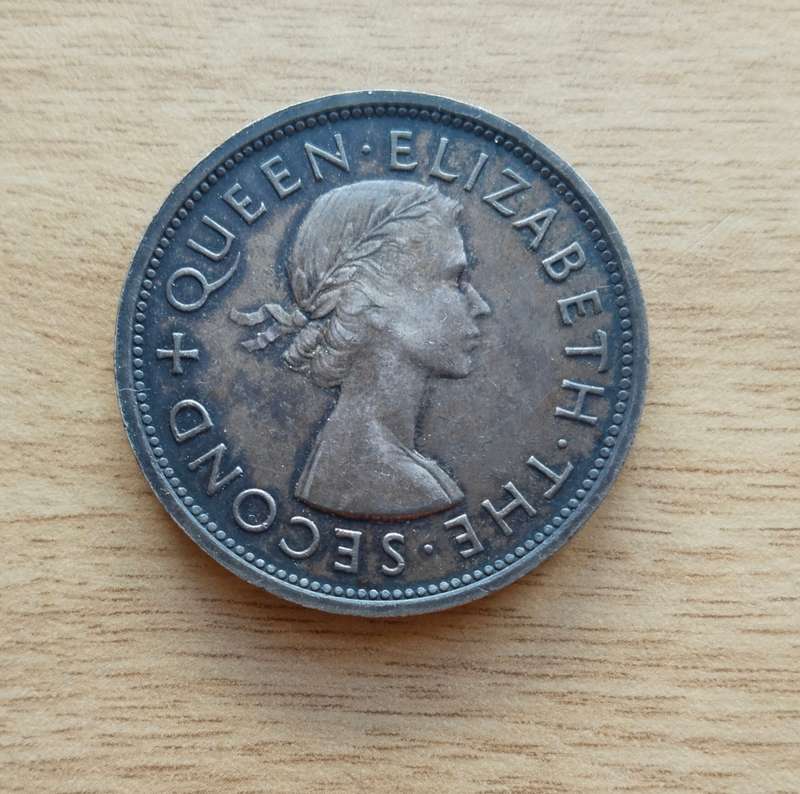 + QUEEN · ELIZABETH · THE · SECOND